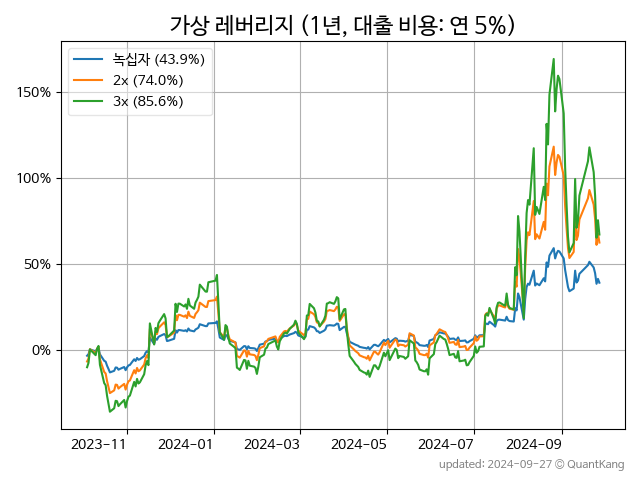 가상 레버리지 (1년, 대출 비용: 연 5%)
녹십자 (43.9%)
2x (74.0%)
3x (85.6%)
150%
100%
50%
0%
2023-11 2024-01 2024-03 2024-05 2024-07 2024-09
updated: 2024-09-27 © QuantKang